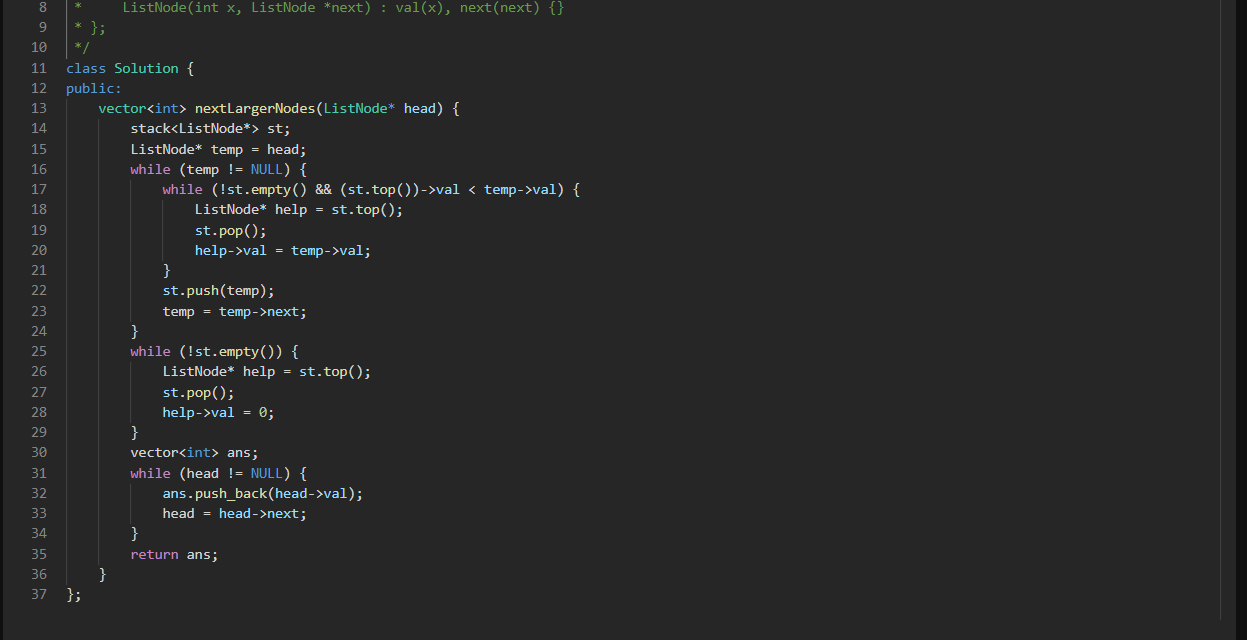 8 *     ListNode(int x, ListNode *next) : val(x), next(next) {}
9 * };
10 */
11 class Solution {
12 public:
13     vector<int> nextLargerNodes(ListNode* head) {
14         stack<ListNode*> st;
15         ListNode* temp = head;
16         while (temp != NULL) {
17             while (!st.empty() && (st.top())->val < temp->val) {
18                 ListNode* help = st.top();
19                 st.pop();
20                 help->val = temp->val;
21             }
22             st.push(temp);
23             temp = temp->next;
24         }
25         while (!st.empty()) {
26             ListNode* help = st.top();
27             st.pop();
28             help->val = 0;
29         }
30         vector<int> ans;
31         while (head != NULL) {
32             ans.push_back(head->val);
33             head = head->next;
34         }
35         return ans;
36     }
37 };